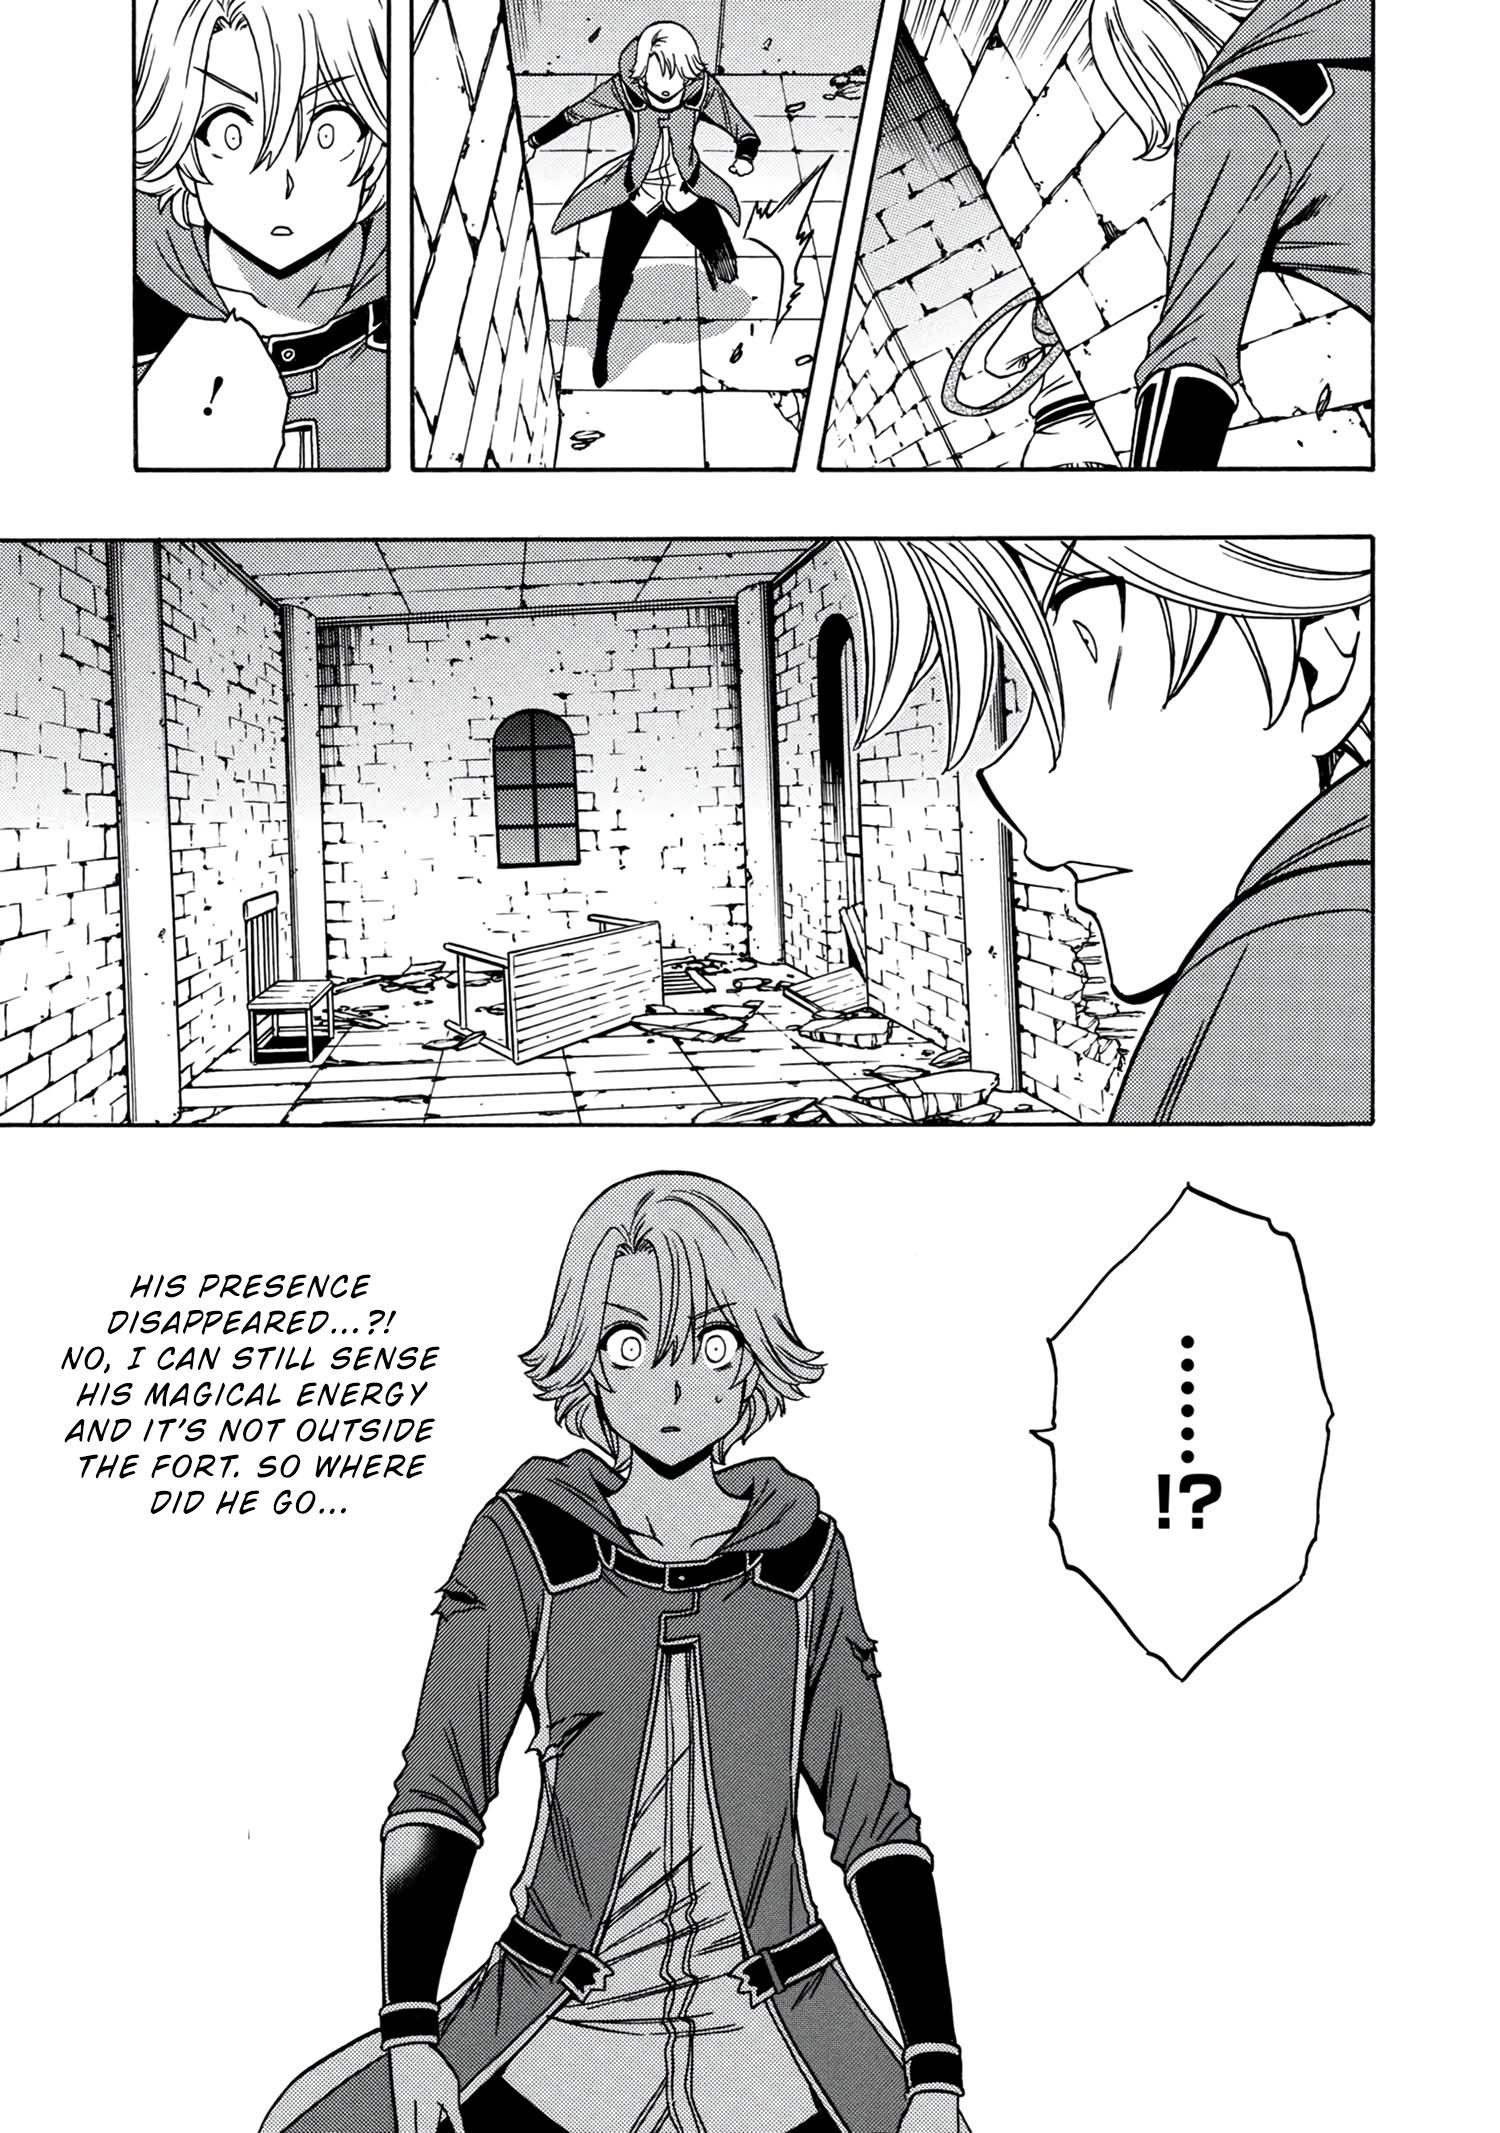 !
………
!?
HIS PRESENCE
DISAPPEARED...?!
NO, I CAN STILL SENSE
HIS MAGICAL ENERGY
AND IT'S NOT OUTSIDE
THE FORT. SO WHERE
DID HE GO...